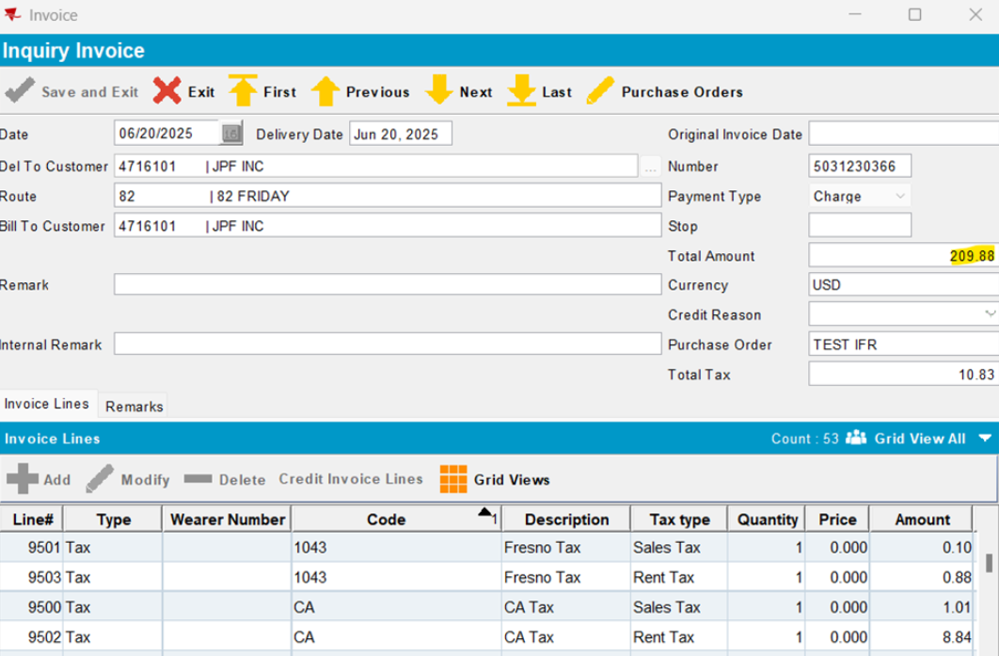 Invoice
Inquiry Invoice
Save and Exit Exit First Previous Next Last Purchase Orders
Date 06/20/2025 Delivery Date Jun 20, 2025 Original Invoice Date
Del To Customer 4716101 | JPF INC ... Number 5031230366
Route 82 | 82 FRIDAY Payment Type Charge
Bill To Customer 4716101 | JPF INC Stop
Total Amount 209.88
Remark Currency USD
Credit Reason
Internal Remark Purchase Order TEST IFR
Total Tax 10.83
Invoice Lines Remarks
Invoice Lines Count : 53 Grid View All
Add Modify Delete Credit Invoice Lines Grid Views
Line# Type Wearer Number Code 1 Description Tax type Quantity Price Amount
9501 Tax 1043 Fresno Tax Sales Tax 1 0.000 0.10
9503 Tax 1043 Fresno Tax Rent Tax 1 0.000 0.88
9500 Tax CA CA Tax Sales Tax 1 0.000 1.01
9502 Tax CA CA Tax Rent Tax 1 0.000 8.84